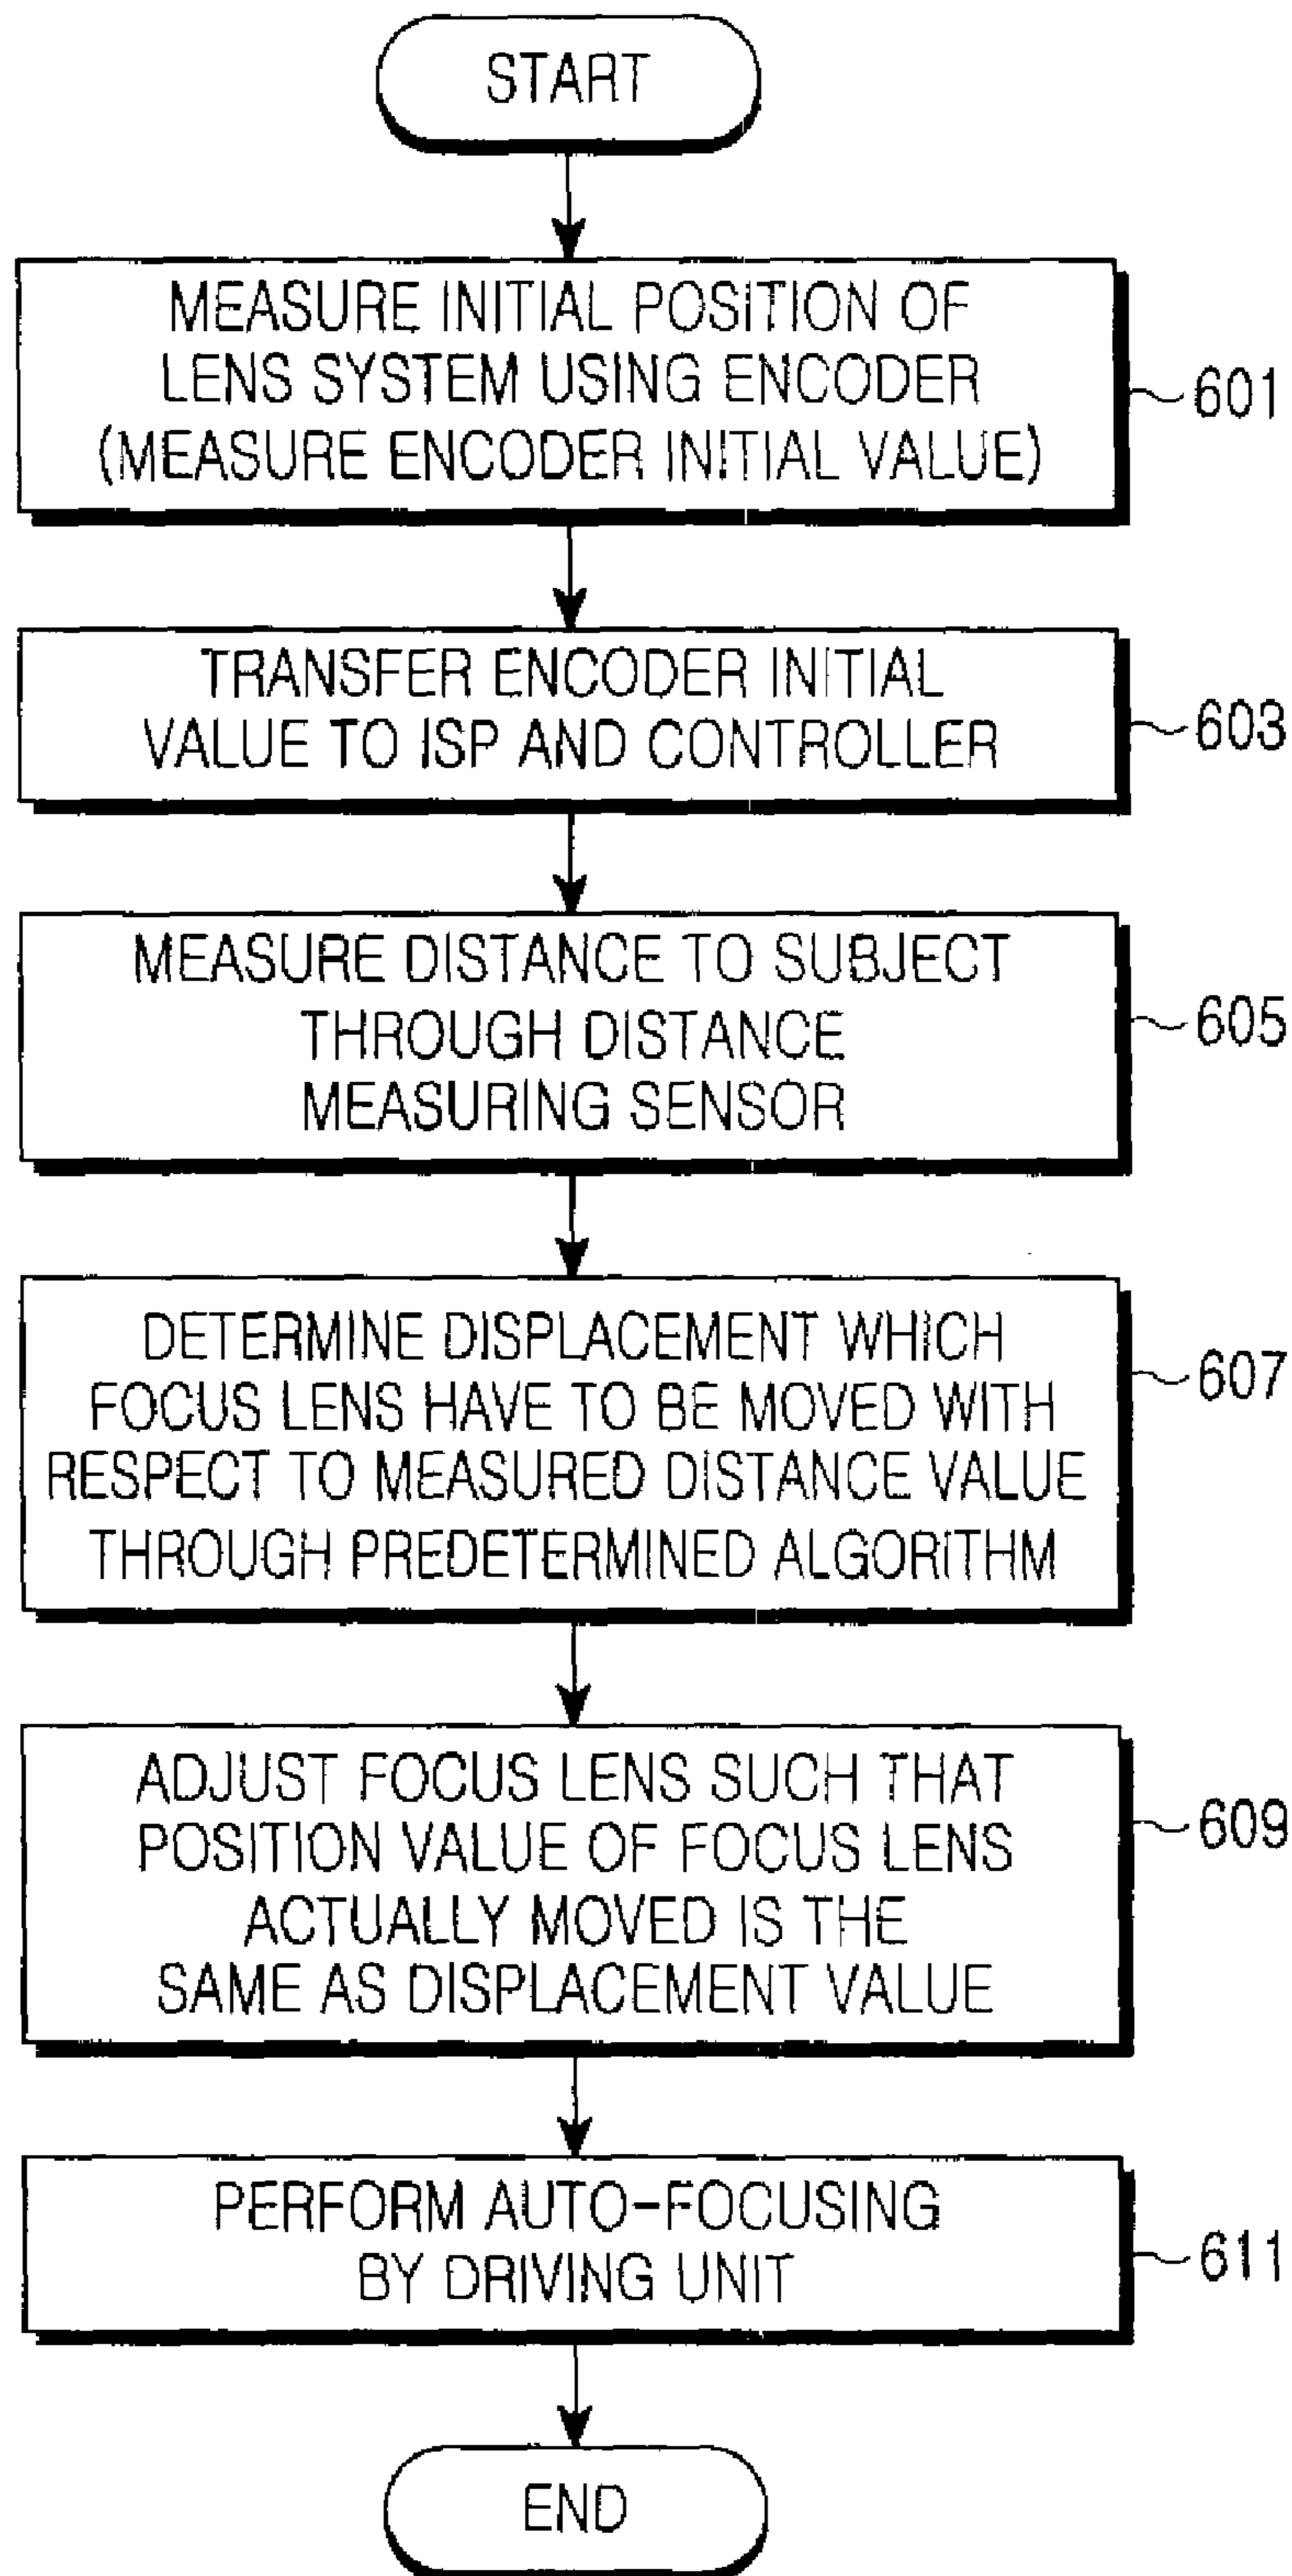 START
MEASURE INITIAL POSITION OF
LENS SYSTEM USING ENCODER
(MEASURE ENCODER INITIAL VALUE)
601
TRANSFER ENCODER INITIAL
VALUE TO ISP AND CONTROLLER
603
MEASURE DISTANCE TO SUBJECT
THROUGH DISTANCE
MEASURING SENSOR
605
DETERMINE DISPLACEMENT WHICH
FOCUS LENS HAVE TO BE MOVED WITH
RESPECT TO MEASURED DISTANCE VALUE
THROUGH PREDETERMINED ALGORITHM
607
ADJUST FOCUS LENS SUCH THAT
POSITION VALUE OF FOCUS LENS
ACTUALLY MOVED IS THE
SAME AS DISPLACEMENT VALUE
609
PERFORM AUTO-FOCUSING
BY DRIVING UNIT
611
END